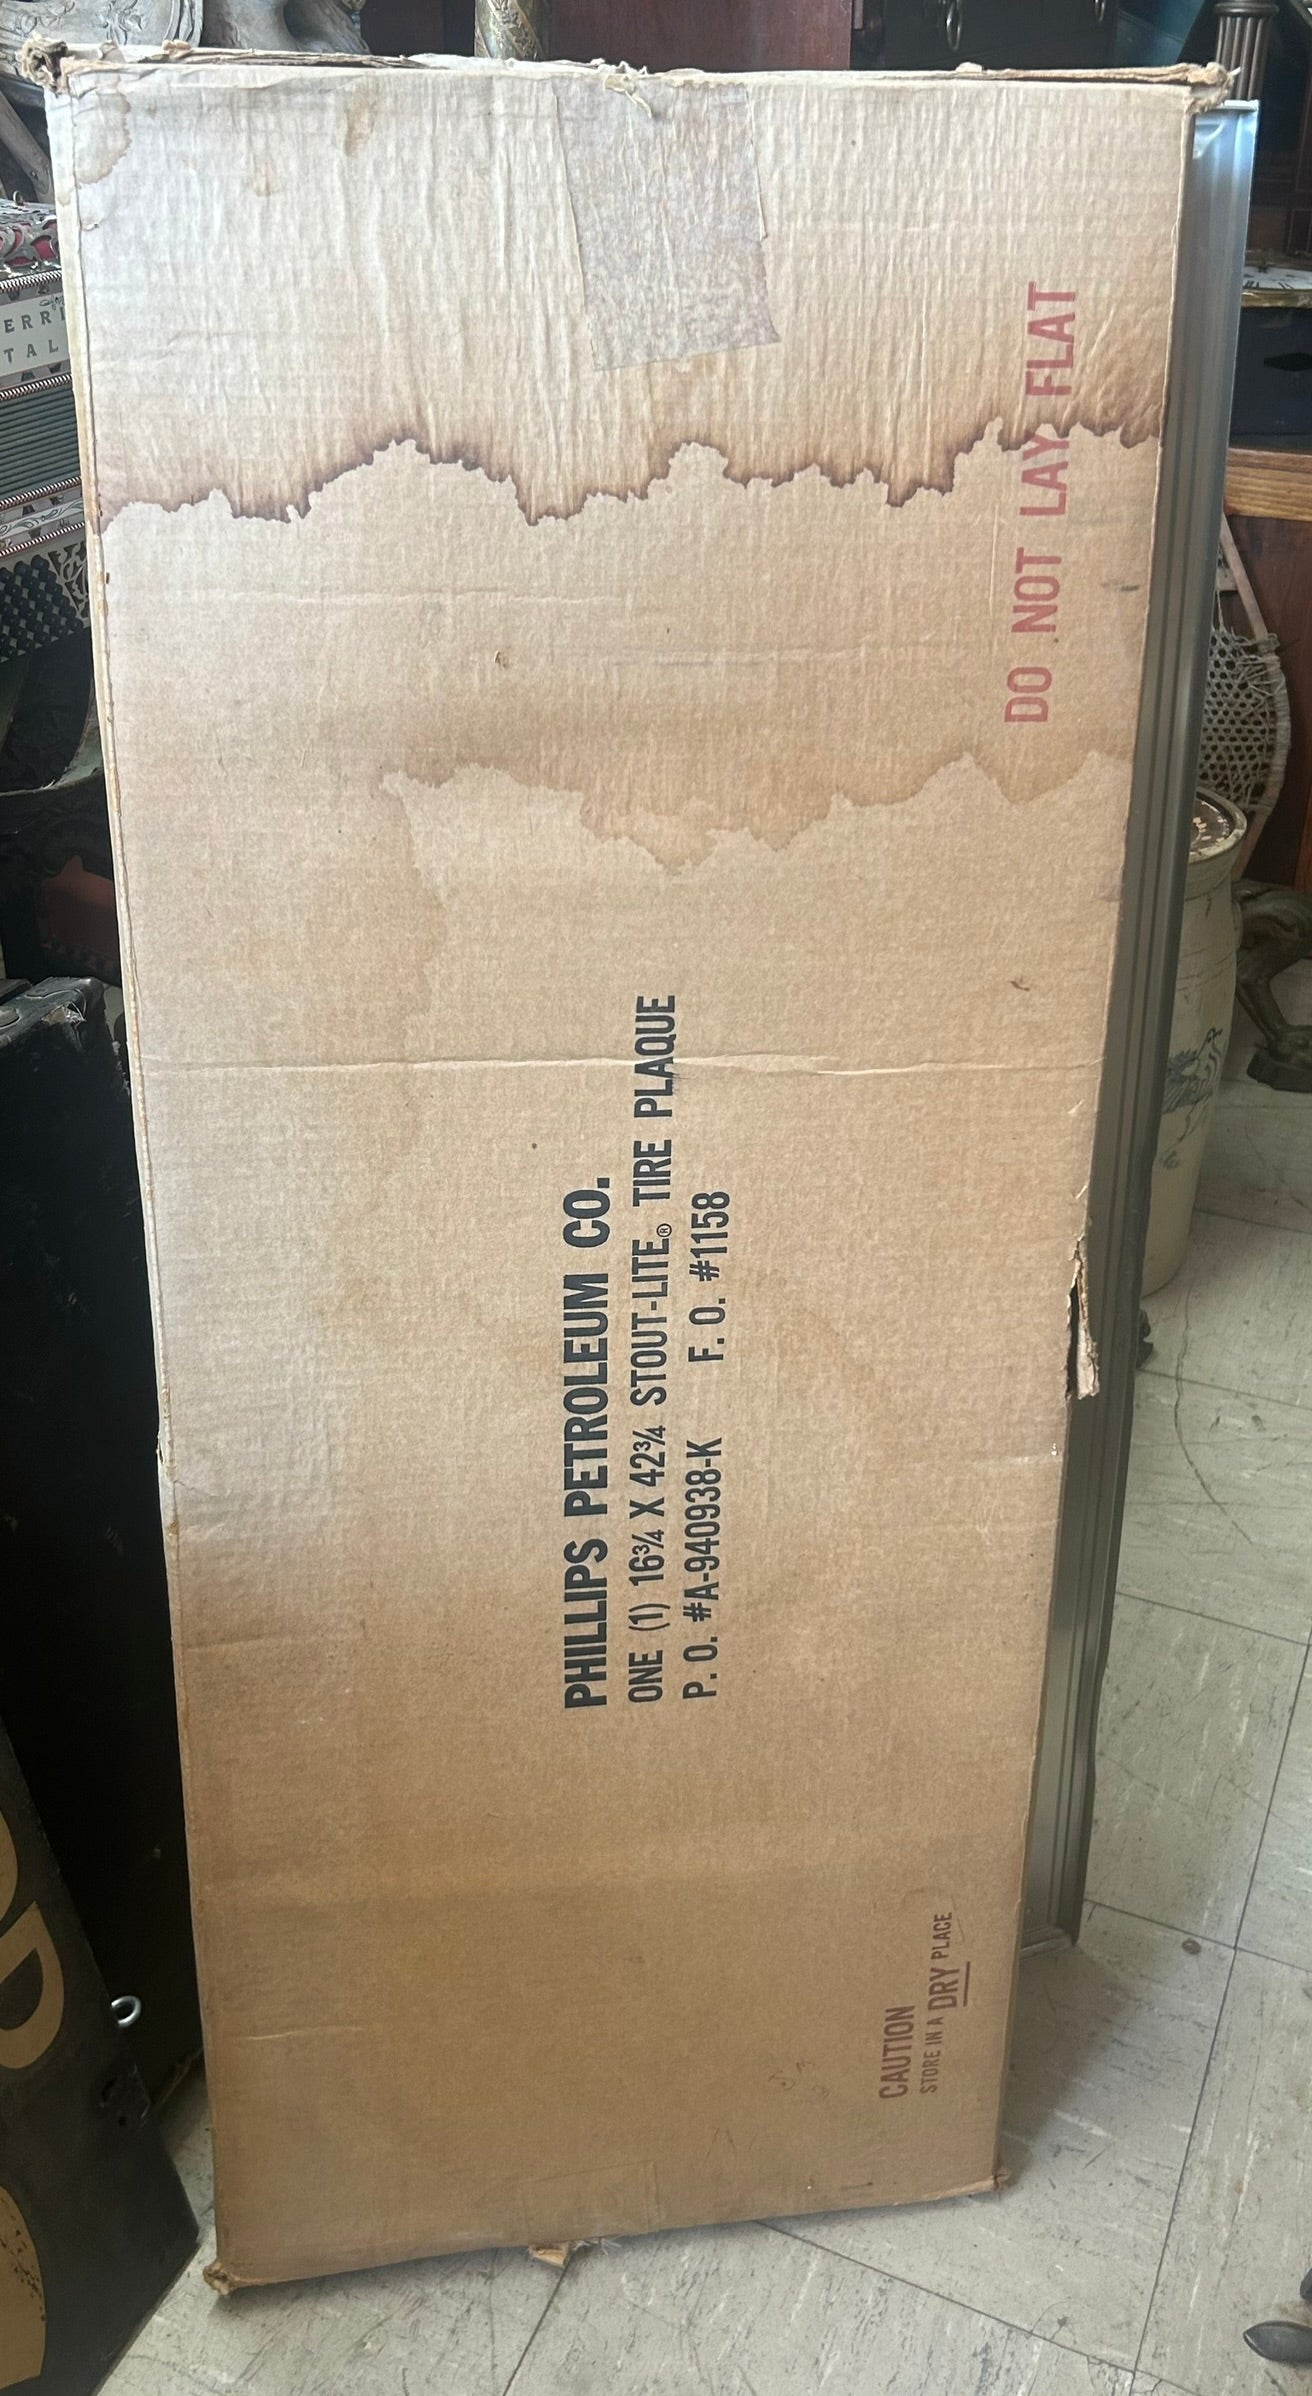 PHILLIPS PETROLEUM CO.
ONE (1) 16¾ X 42¾ STOUT-LITE® TIRE PLAQUE
P. O. #A-940938-K F. O. #1158
DO NOT LAY FLAT
CAUTION
STORE IN A DRY PLACE